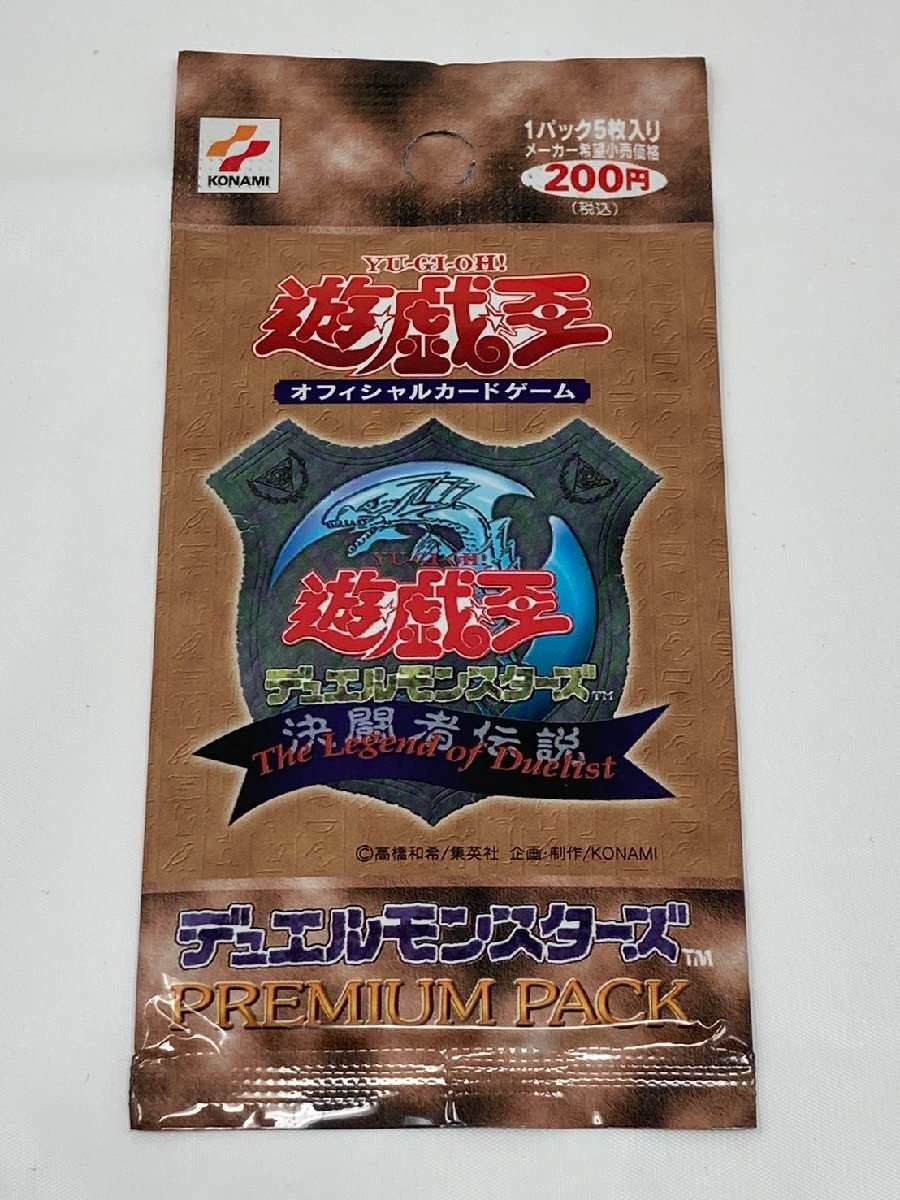 KONAMI
1パック5枚入り
メーカー希望小売価格
200円
(税込)
YU-GI-OH!
遊戯王
オフィシャルカードゲーム
YU-GI-OH!
遊戯王
デュエルモンスターズ™
決闘者伝説
The Legend of Duelist
©高橋和希/集英社 企画・制作/KONAMI
デュエルモンスターズ™
PREMIUM PACK